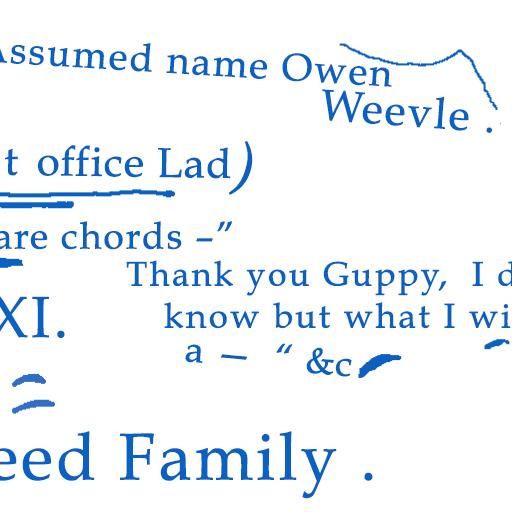 Assumed name Owen
Weevle .
t office Lad)
are chords –”
Thank you Guppy, I d
know but what I wi
XI.
a — “ &c
eed Family .